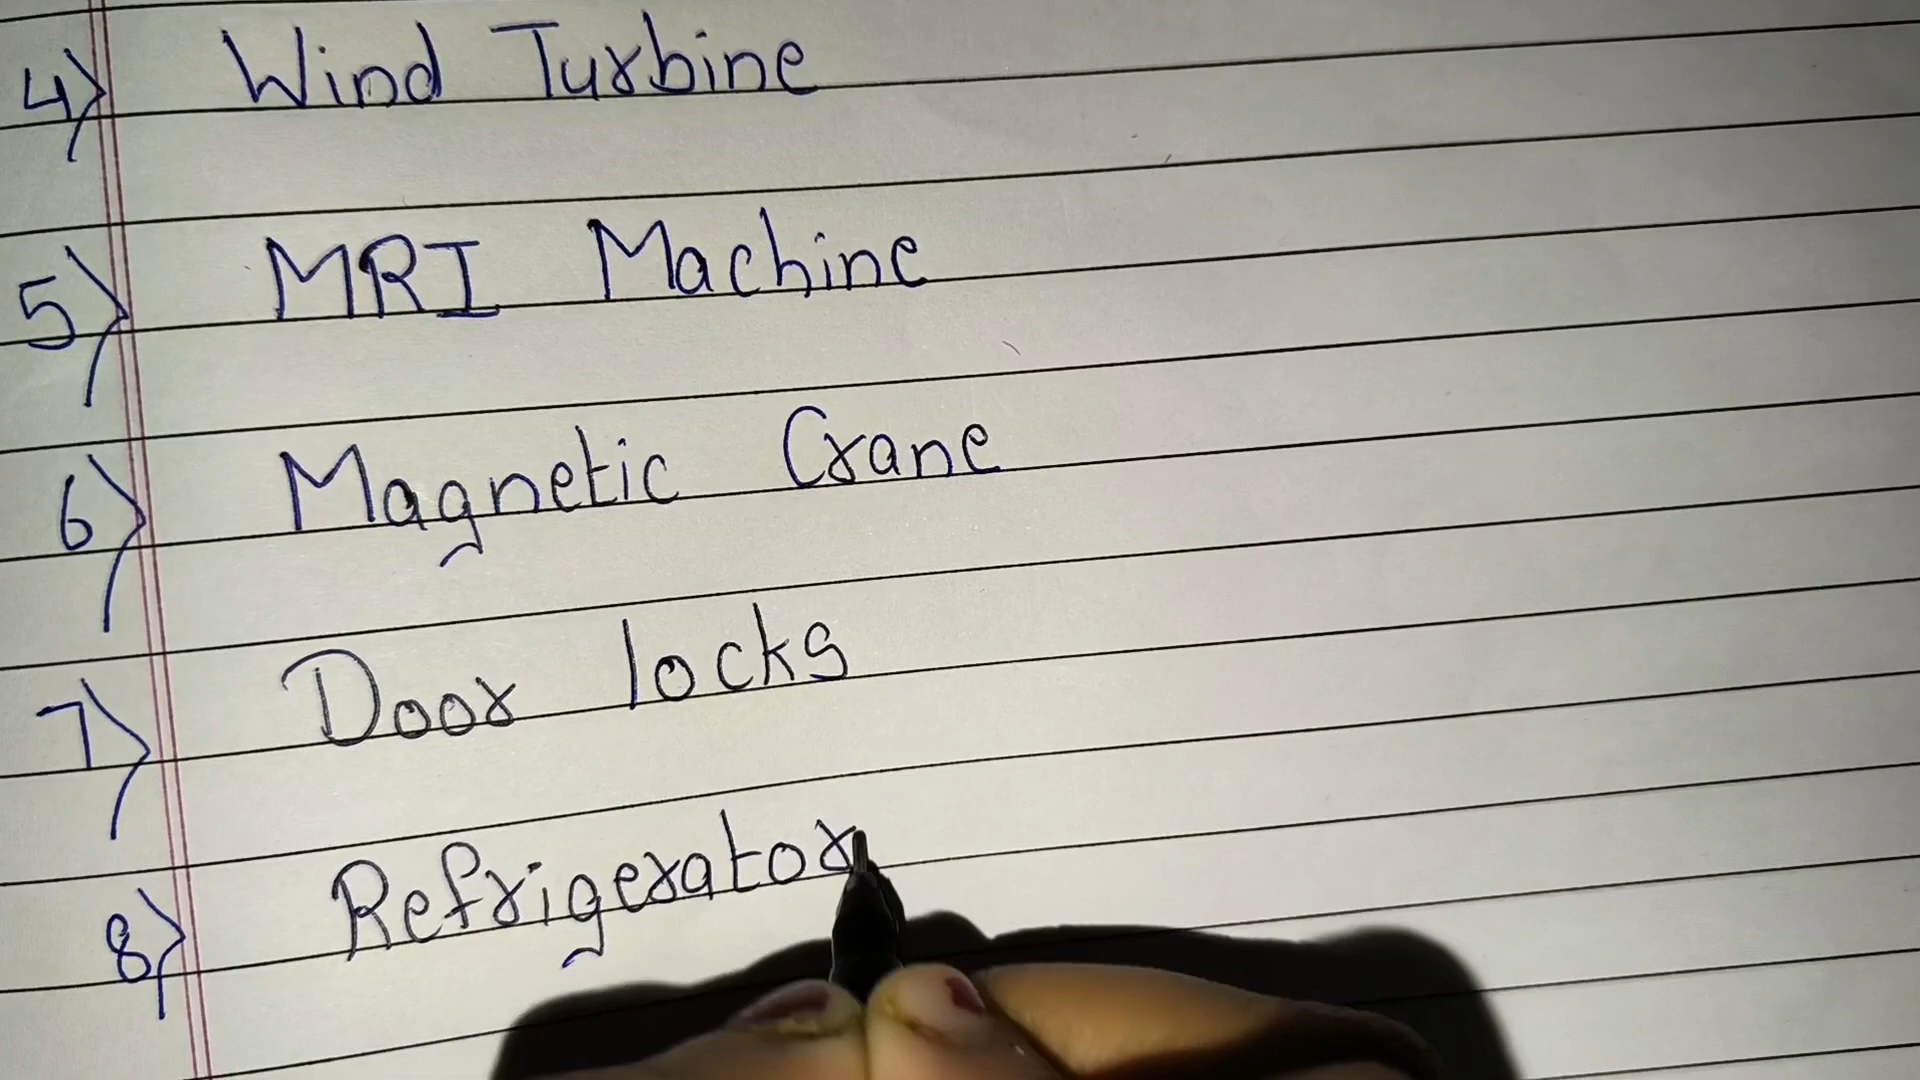 4) Wind Turbine
5) MRI Machine
6) Magnetic Crane
7) Door locks
8) Refrigerator